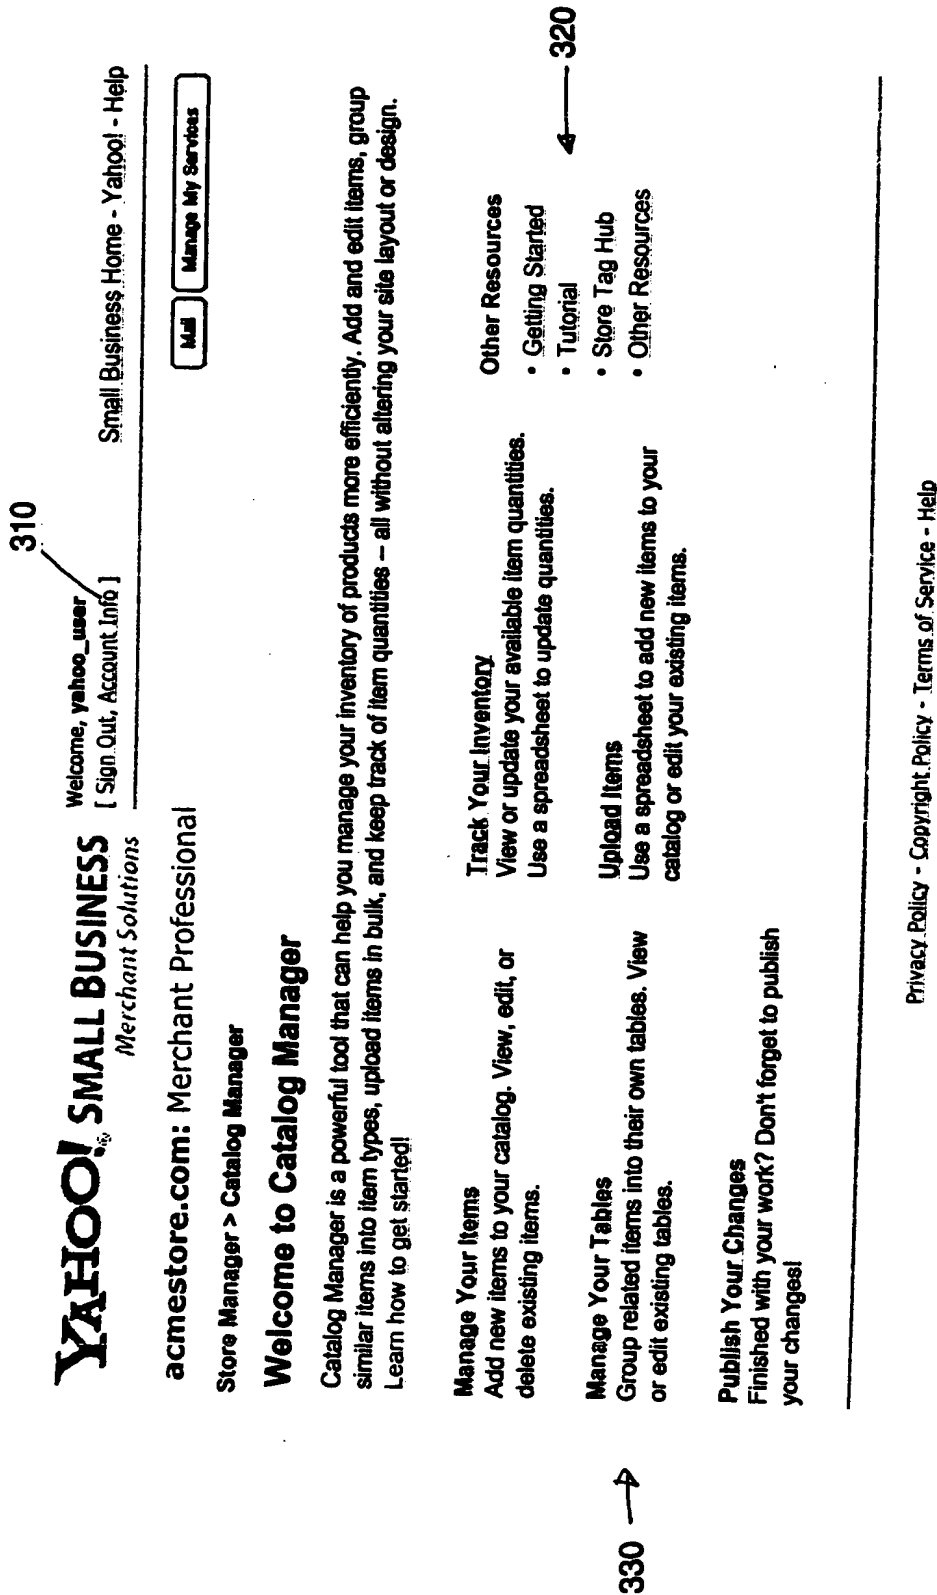 310
YAHOO! SMALL BUSINESS
Merchant Solutions
Welcome, yahoo_user
[ Sign Out, Account Info ]
Small Business Home - Yahoo! - Help
acmestore.com: Merchant Professional
Mail
Manage My Services
Store Manager > Catalog Manager
Welcome to Catalog Manager
Catalog Manager is a powerful tool that can help you manage your inventory of products more efficiently. Add and edit items, group
similar items into item types, upload items in bulk, and keep track of item quantities – all without altering your site layout or design.
Learn how to get started!
Manage Your Items
Add new items to your catalog. View, edit, or
delete existing items.
Track Your Inventory
View or update your available item quantities.
Use a spreadsheet to update quantities.
Other Resources
• Getting Started
• Tutorial
• Store Tag Hub
• Other Resources
320
330
Manage Your Tables
Group related items into their own tables. View
or edit existing tables.
Upload Items
Use a spreadsheet to add new items to your
catalog or edit your existing items.
Publish Your Changes
Finished with your work? Don't forget to publish
your changes!
Privacy Policy - Copyright Policy - Terms of Service - Help